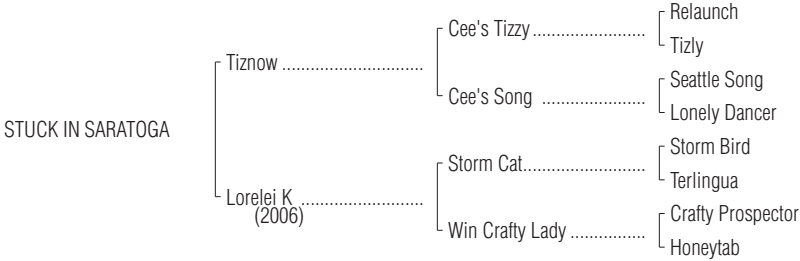 Relaunch
Cee's Tizzy ........................
Tizly
Tiznow ..............................
Seattle Song
Cee's Song ......................
Lonely Dancer
STUCK IN SARATOGA
Storm Bird
Storm Cat..........................
Terlingua
Lorelei K ..........................
(2006)
Crafty Prospector
Win Crafty Lady ................
Honeytab